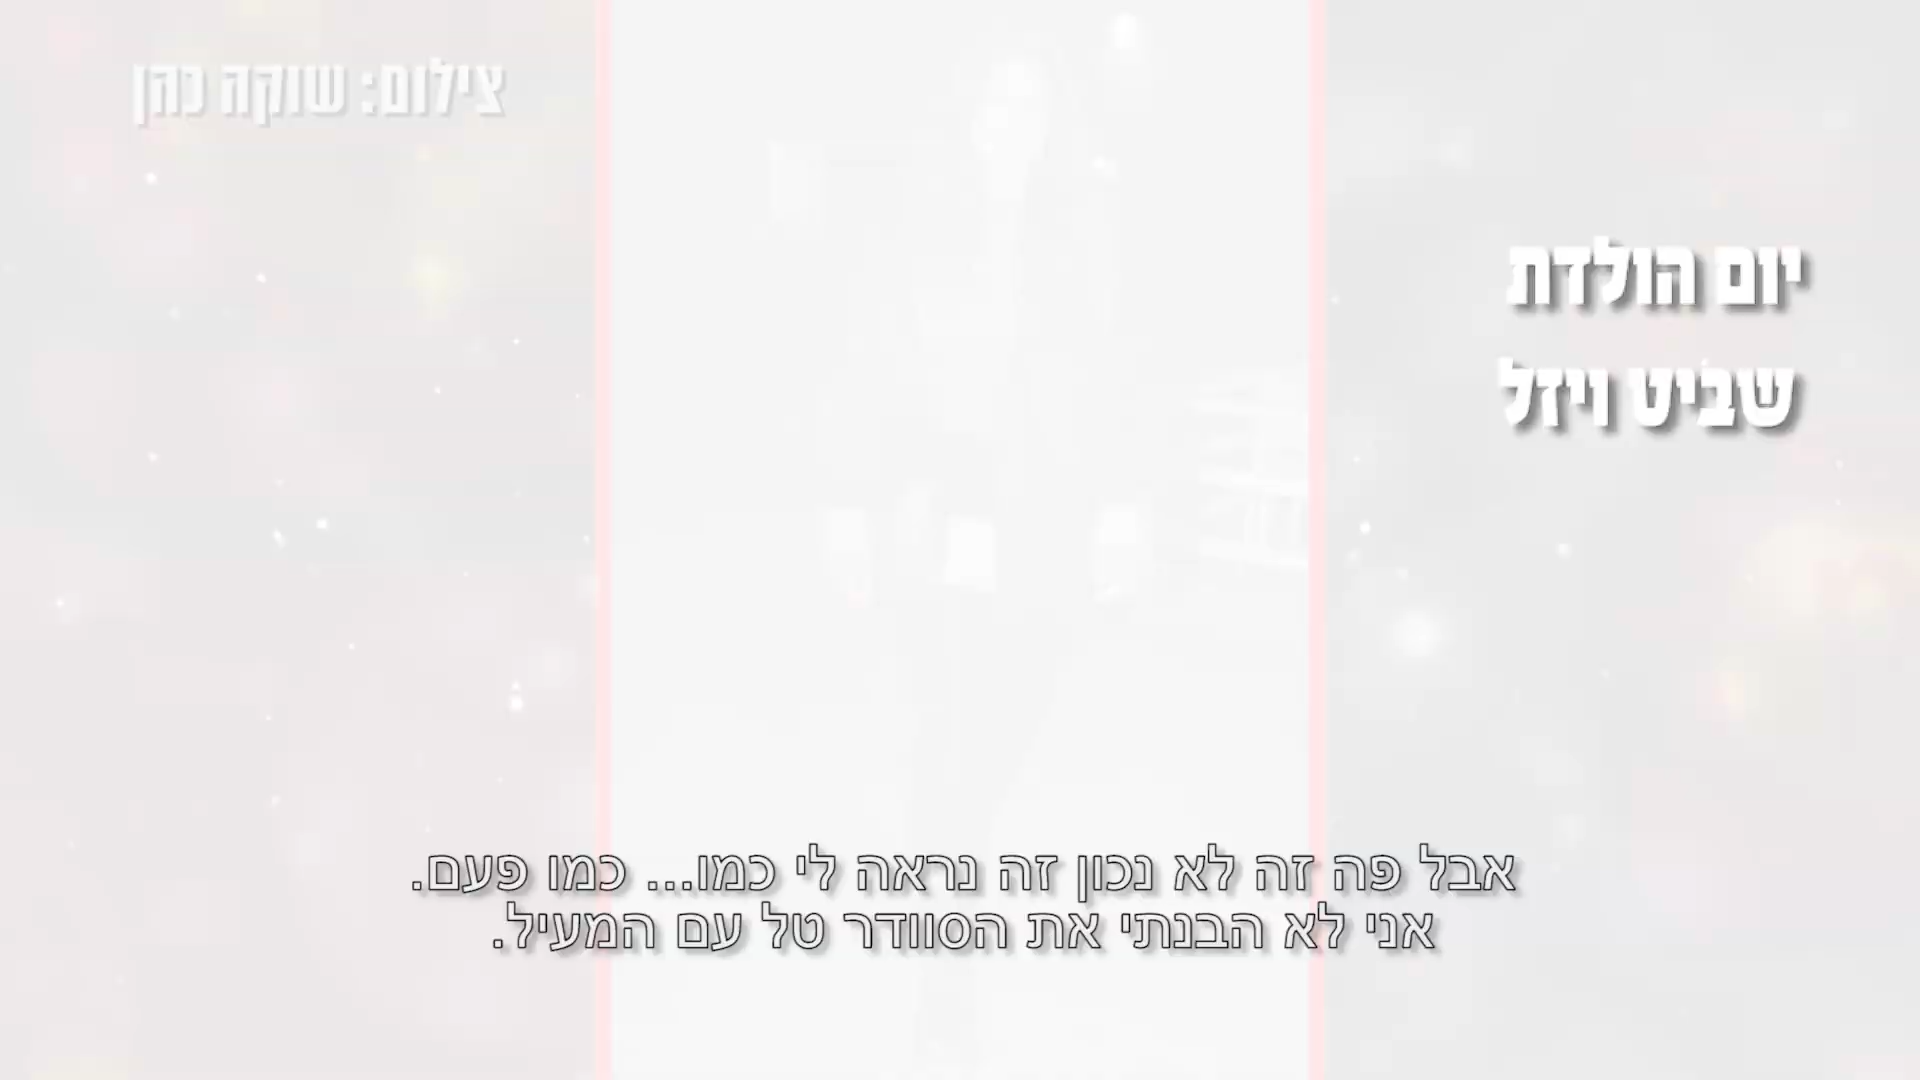 צילום: שוקה כהן
יום הולדת
שביט ויזל
אבל פה זה לא נכון זה נראה לי כמו... כמו פעם.
אני לא הבנתי את הסוודר טל עם המעיל.